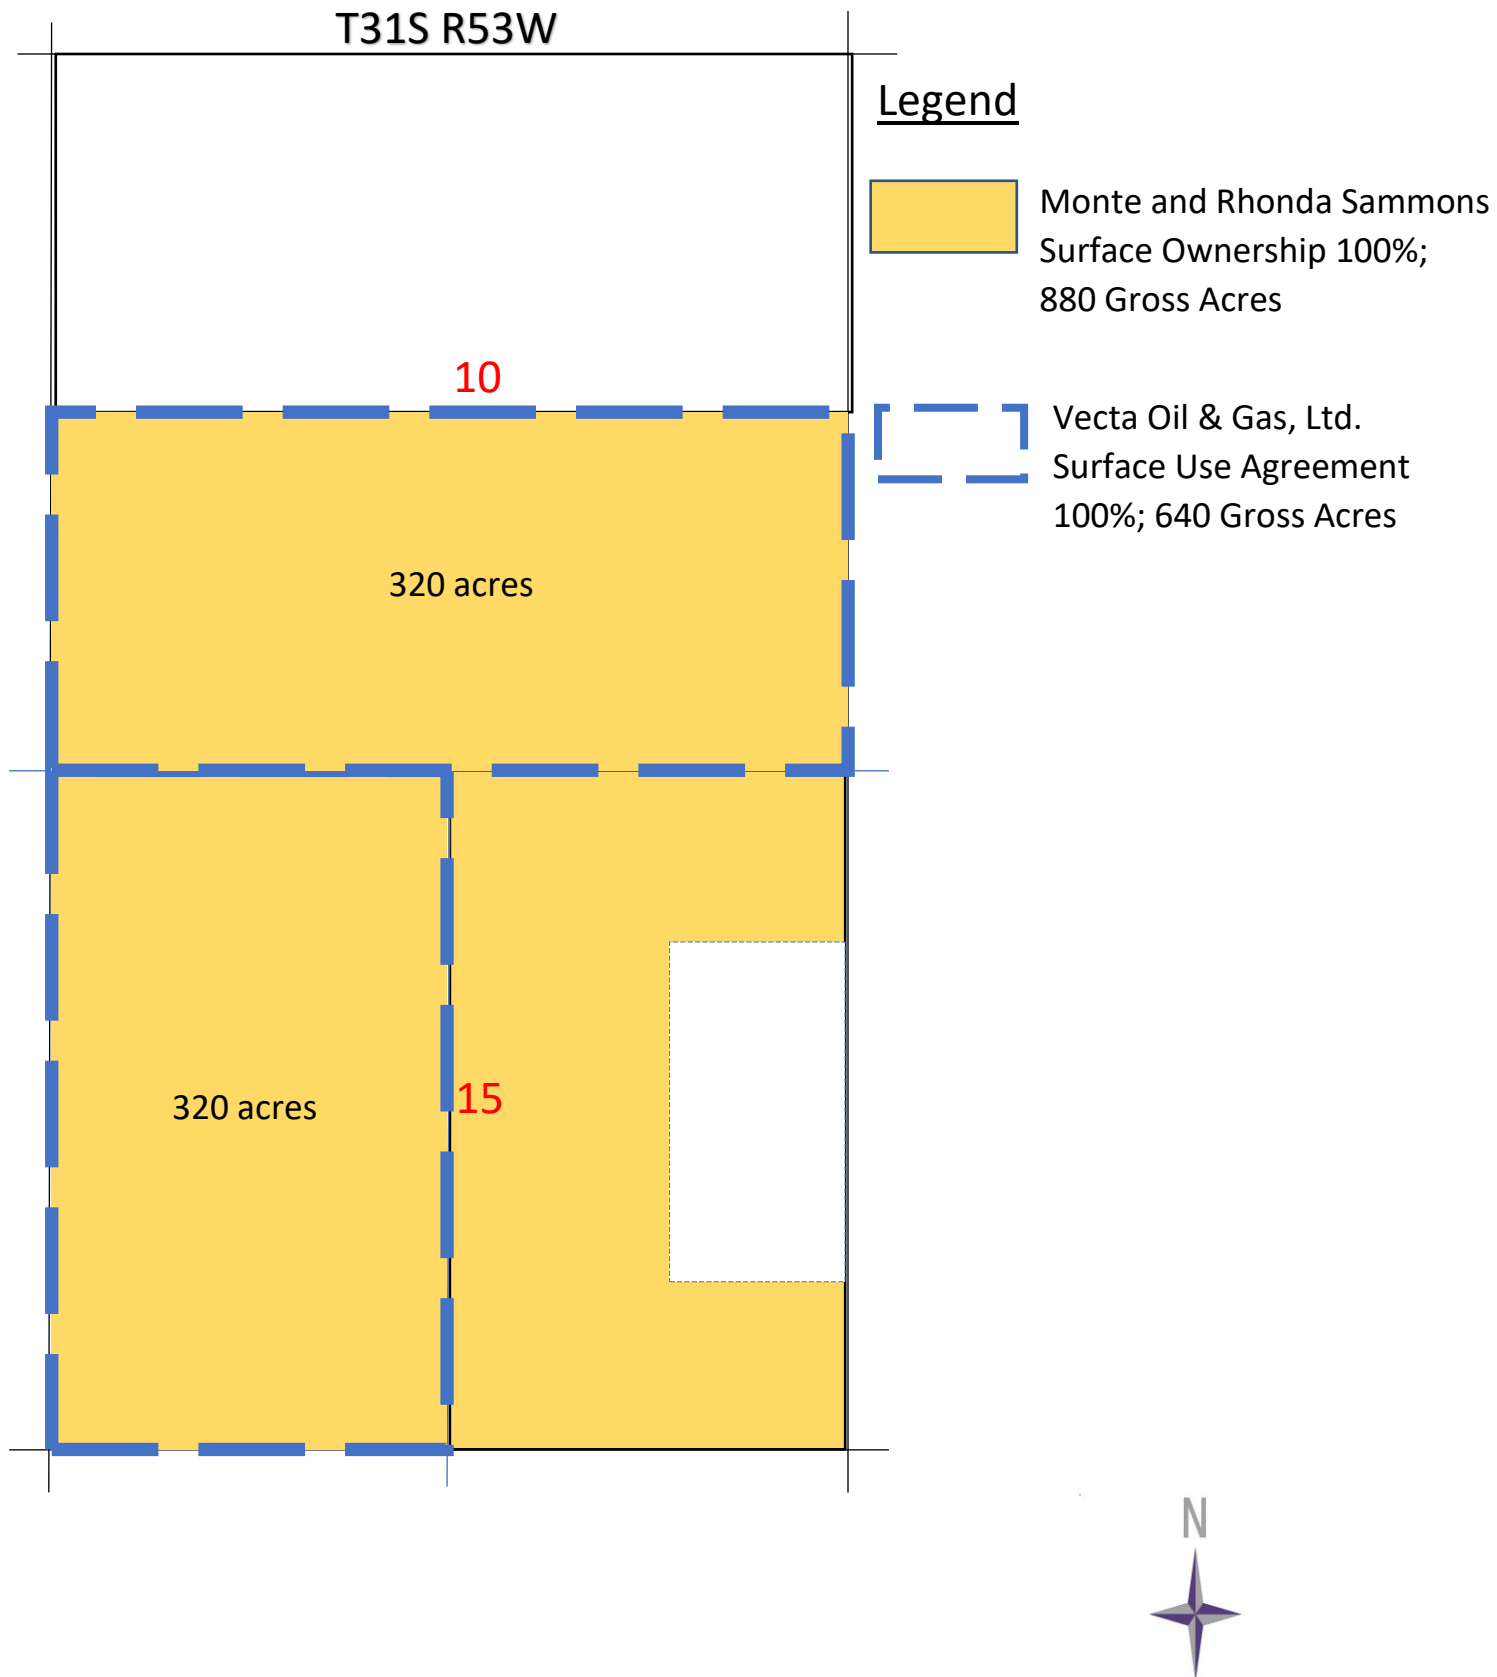 T31S R53W
Legend
Monte and Rhonda Sammons
Surface Ownership 100%;
880 Gross Acres
10
Vecta Oil & Gas, Ltd.
Surface Use Agreement
100%; 640 Gross Acres
320 acres
320 acres
15
N